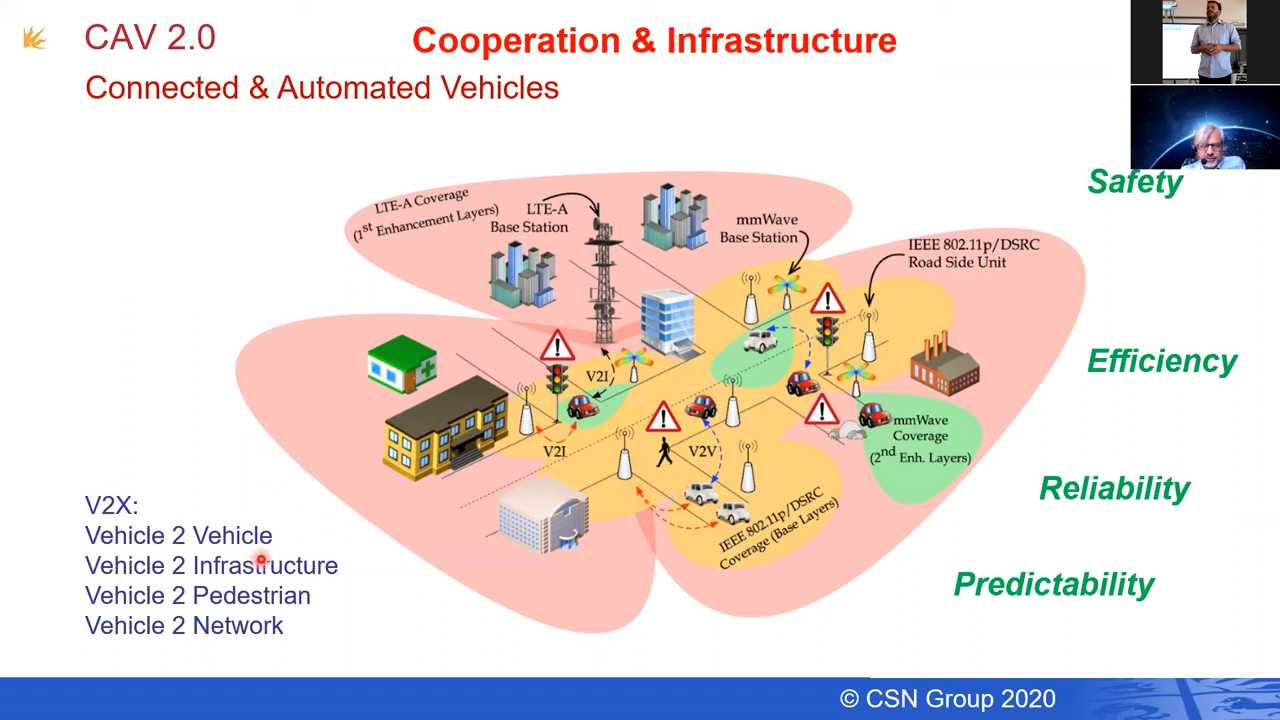 CAV 2.0
Cooperation & Infrastructure
Connected & Automated Vehicles
Safety
LTE-A Coverage
(1st Enhancement Layers)
LTE-A
Base Station
mmWave
Base Station
IEEE 802.11p/DSRC
Road Side Unit
Efficiency
V2I
V2I
V2V
mmWave
Coverage
(2nd Enh. Layers)
IEEE 802.11p/DSRC
Coverage (Base Layers)
Reliability
V2X:
Vehicle 2 Vehicle
Vehicle 2 Infrastructure
Vehicle 2 Pedestrian
Vehicle 2 Network
Predictability
© CSN Group 2020